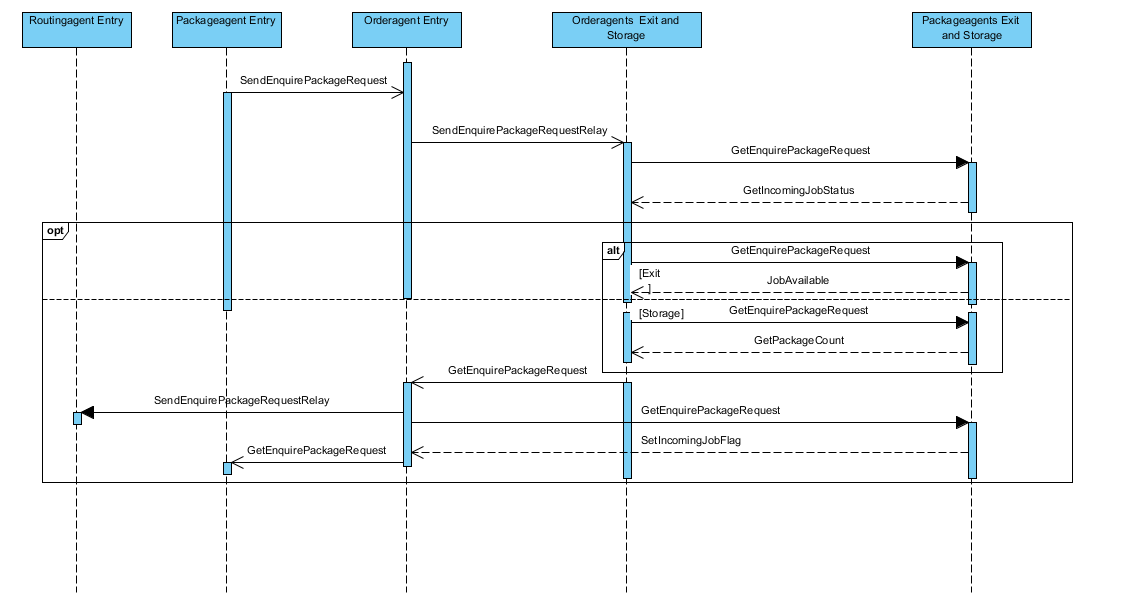 Routingagent Entry
Packageagent Entry
Orderagent Entry
Orderagents  Exit and
Storage
Packageagents Exit
and Storage
SendEnquirePackageRequest
SendEnquirePackageRequestRelay
GetEnquirePackageRequest
GetIncomingJobStatus
opt
alt
GetEnquirePackageRequest
[Exit
]
JobAvailable
[Storage]
GetEnquirePackageRequest
GetPackageCount
GetEnquirePackageRequest
SendEnquirePackageRequestRelay
GetEnquirePackageRequest
SetIncomingJobFlag
GetEnquirePackageRequest